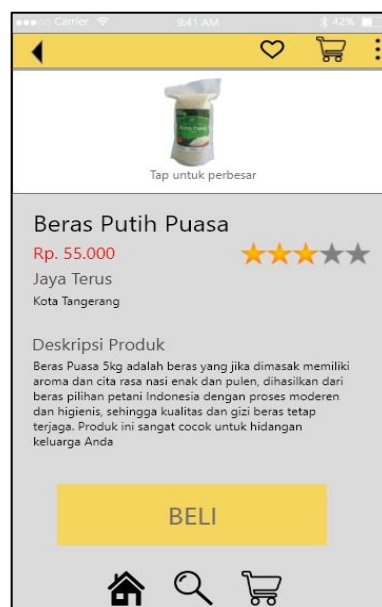 Carrier
9:41 AM
42%
Beras Puasa
Tap untuk perbesar
Beras Putih Puasa
Rp. 55.000
Jaya Terus
Kota Tangerang
Deskripsi Produk
Beras Puasa 5kg adalah beras yang jika dimasak memiliki
aroma dan cita rasa nasi enak dan pulen, dihasilkan dari
beras pilihan petani Indonesia dengan proses moderen
dan higienis, sehingga kualitas dan gizi beras tetap
terjaga. Produk ini sangat cocok untuk hidangan
keluarga Anda
BELI